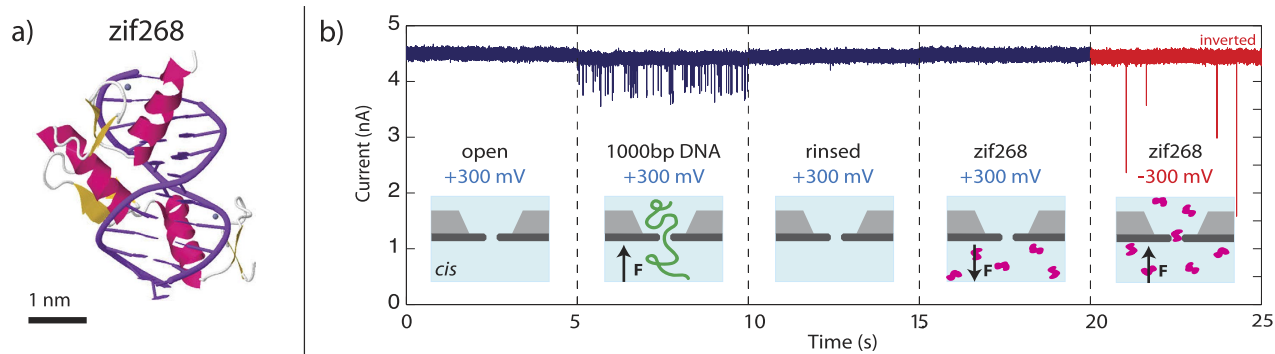 a)
zif268
1 nm
b)
Current (nA)
5
4
3
2
1
0
inverted
open
+300 mV
1000bp DNA
+300 mV
rinsed
+300 mV
zif268
+300 mV
zif268
-300 mV
cis
F
F
F
0
5
10
15
20
25
Time (s)